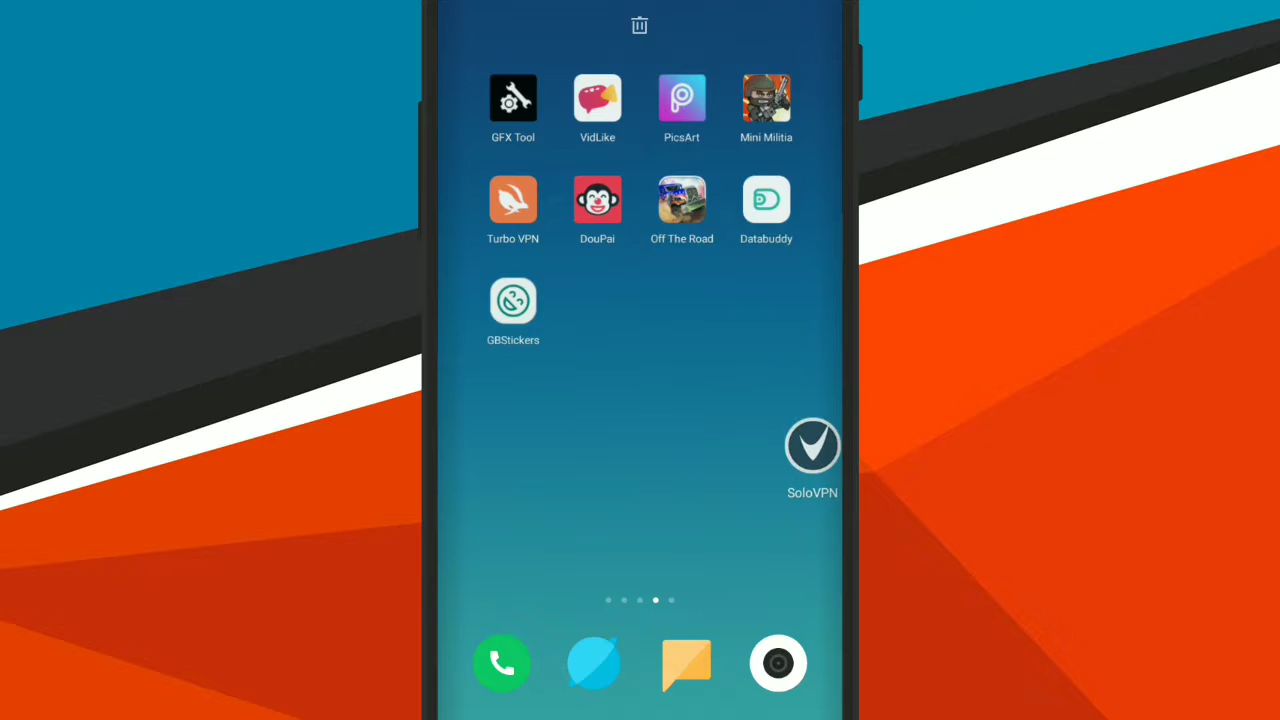 GFX Tool VidLike PicsArt Mini Militia
Turbo VPN DouPai Off The Road Databuddy
GBStickers
SoloVPN